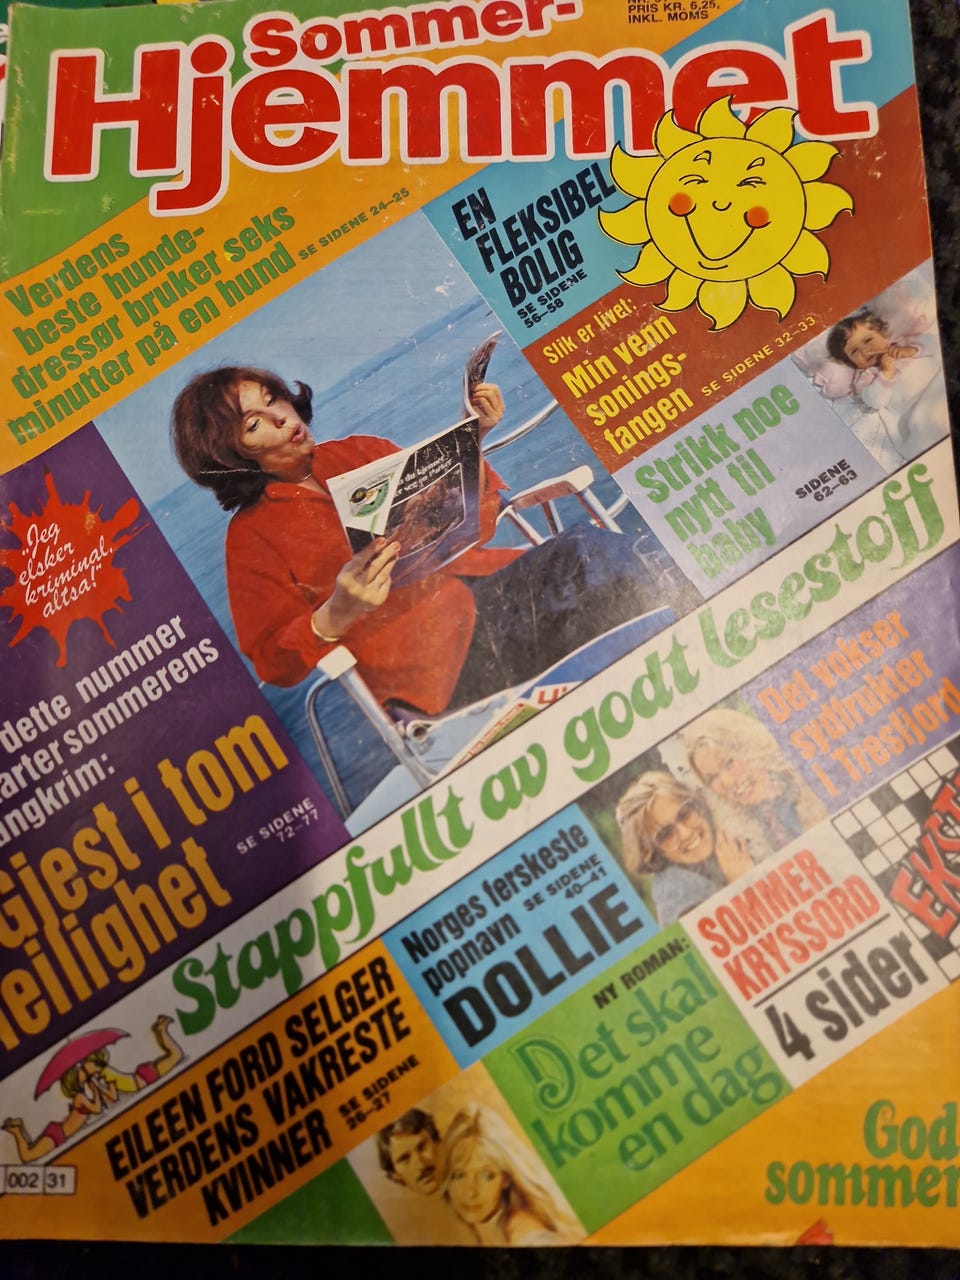 PRIS KR. 6,25,
INKL. MOMS
Sommer-
Hjemmet
Verdens
beste hunde-
dressør bruker seks
minutter på en hund
SE SIDENE 24–25
EN
FLEKSIBEL
BOLIG
SE SIDENE
56–58
Slik er livet:
Min venn
sonings-
fangen
SE SIDENE 32–33
Strikk noe
nytt til
baby
SIDENE
62–63
„Jeg
elsker
kriminal,
altså!"
dette nummer
arter sommerens
ngkrim:
Gjest i tom
leilighet
SE SIDENE
72–77
Stappfullt av godt lesestoff
Det vokser
sydfrukter
i Tresfjord
Norges ferskeste
popnavn
SE SIDENE
40–41
DOLLIE
SOMMER
KRYSSORD
4 sider
EKST
EILEEN FORD SELGER
VERDENS VAKRESTE
KVINNER
SE SIDENE
26–27
NY ROMAN:
Det skal
komme
en dag
God
sommer
002 31